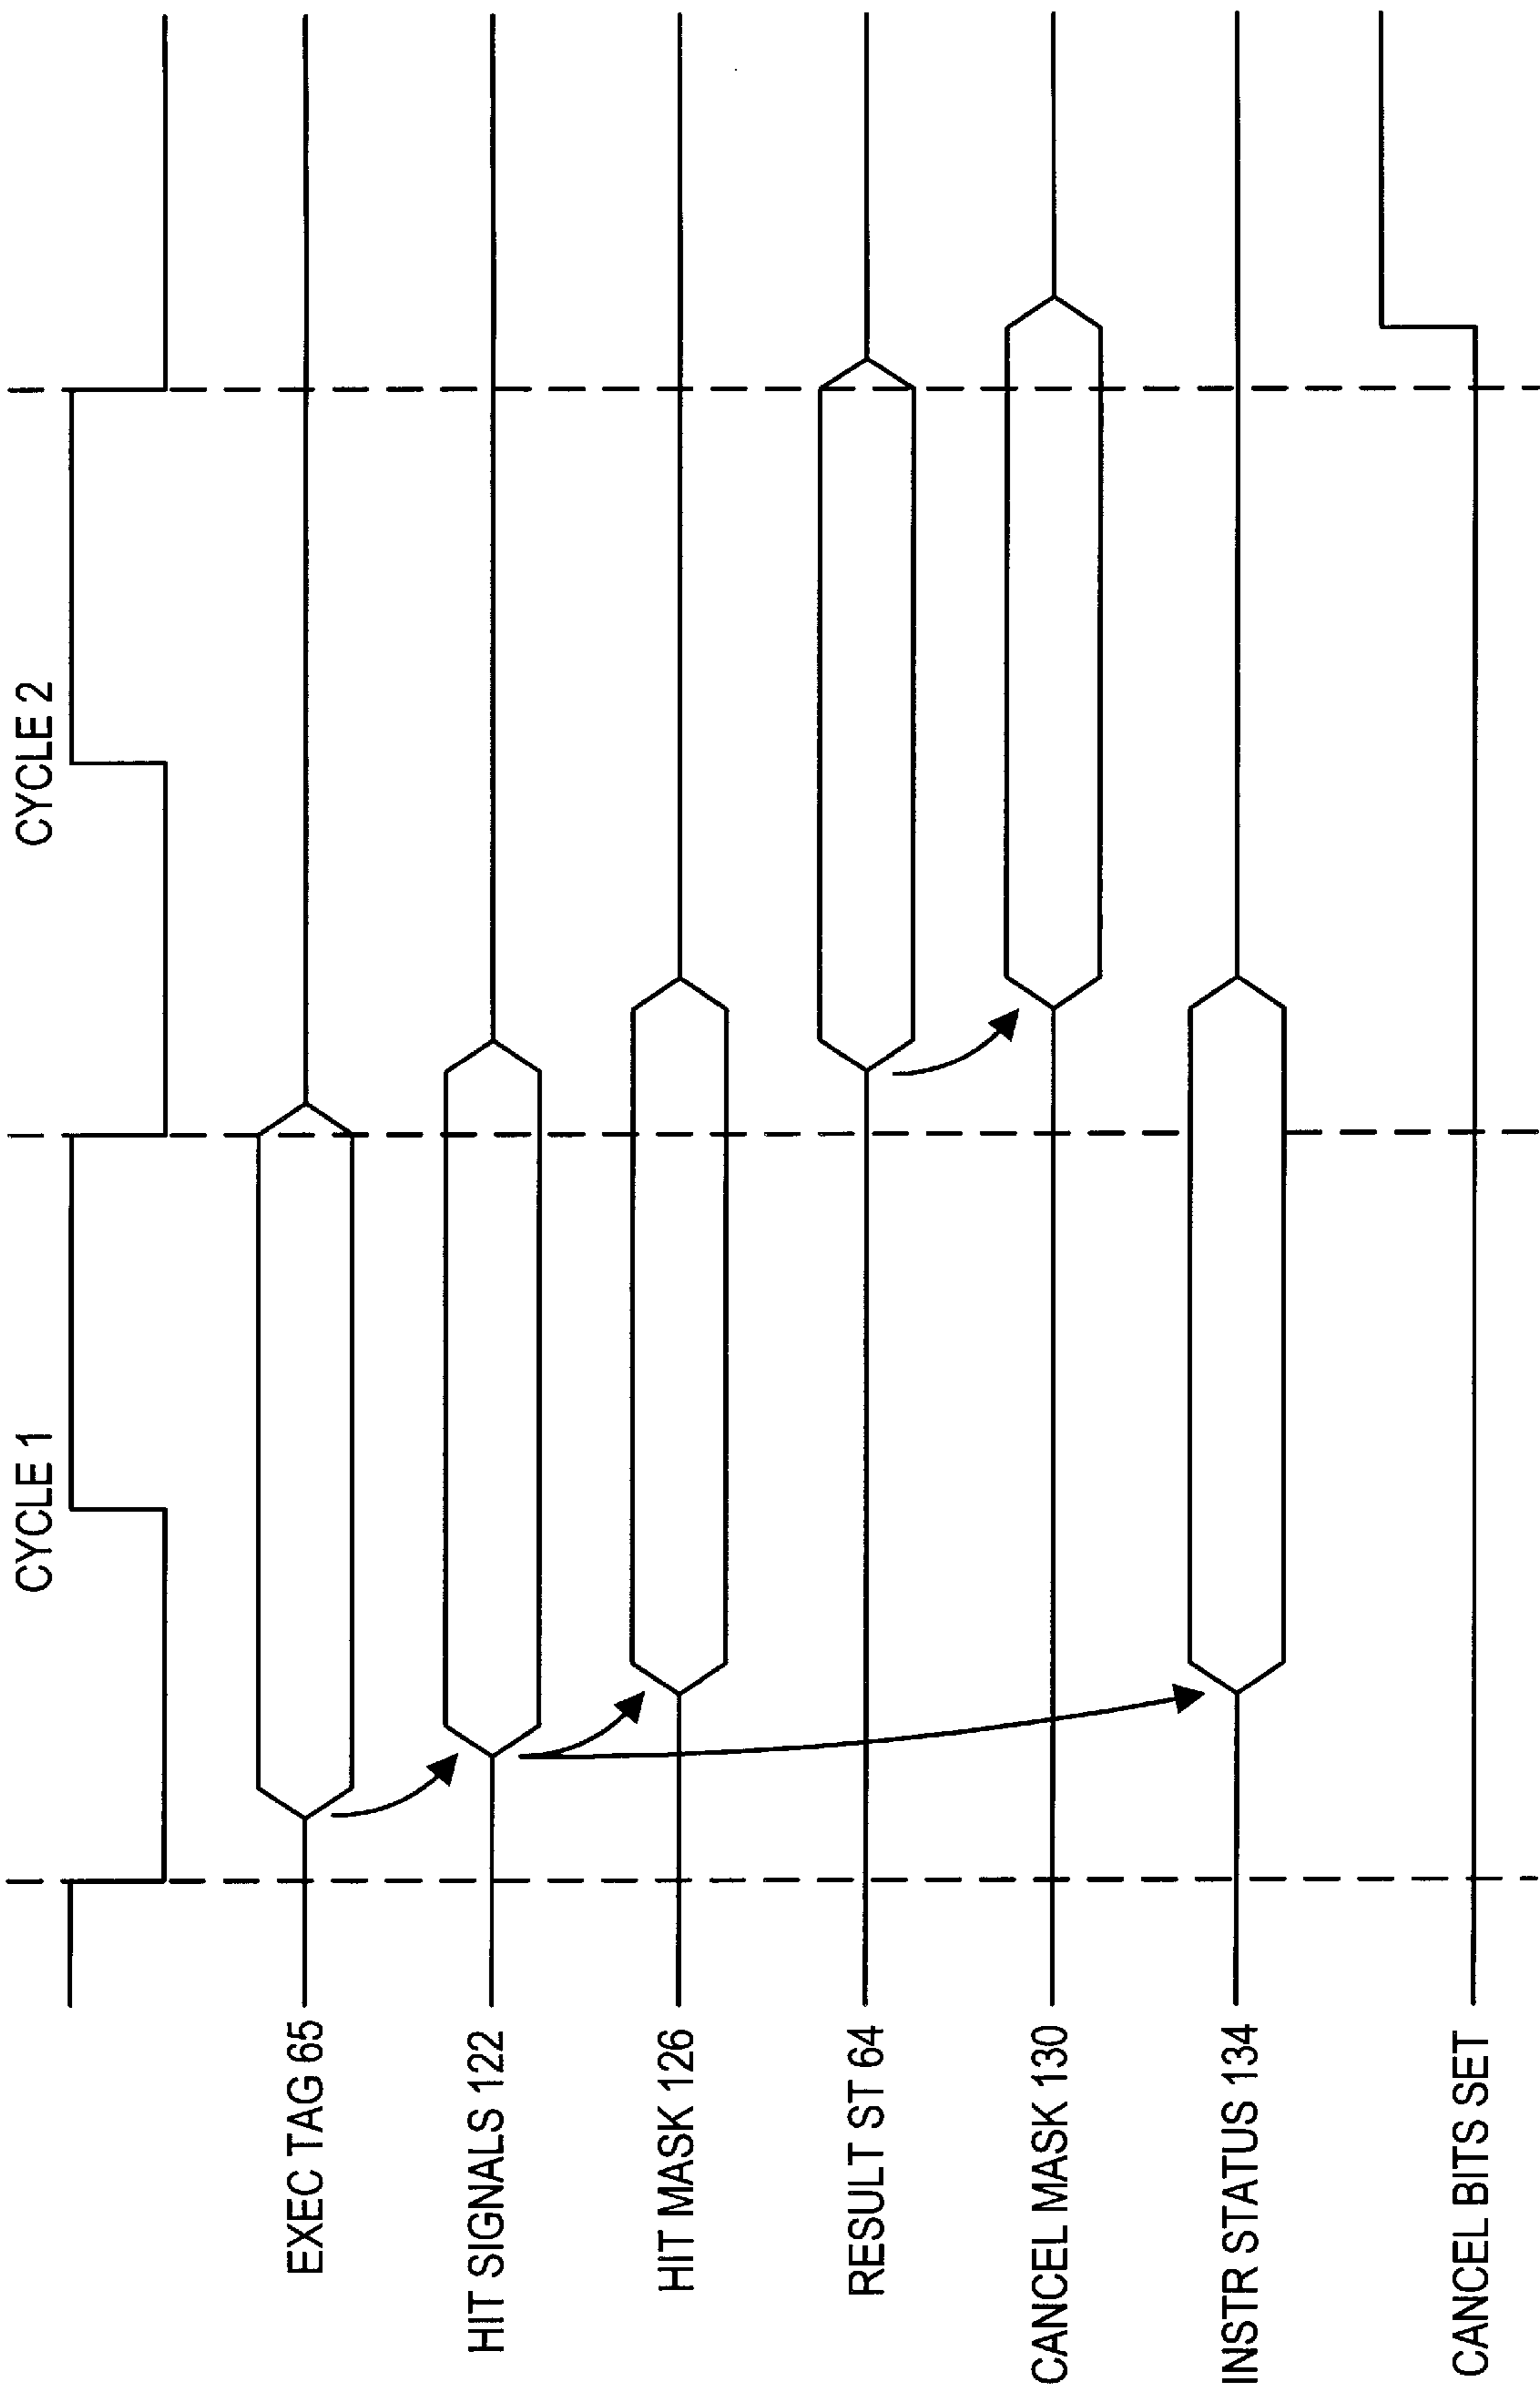 CYCLE 1
CYCLE 2
EXEC TAG 65
HIT SIGNALS 122
HIT MASK 126
RESULT ST 64
CANCEL MASK 130
INSTR STATUS 134
CANCEL BITS SET